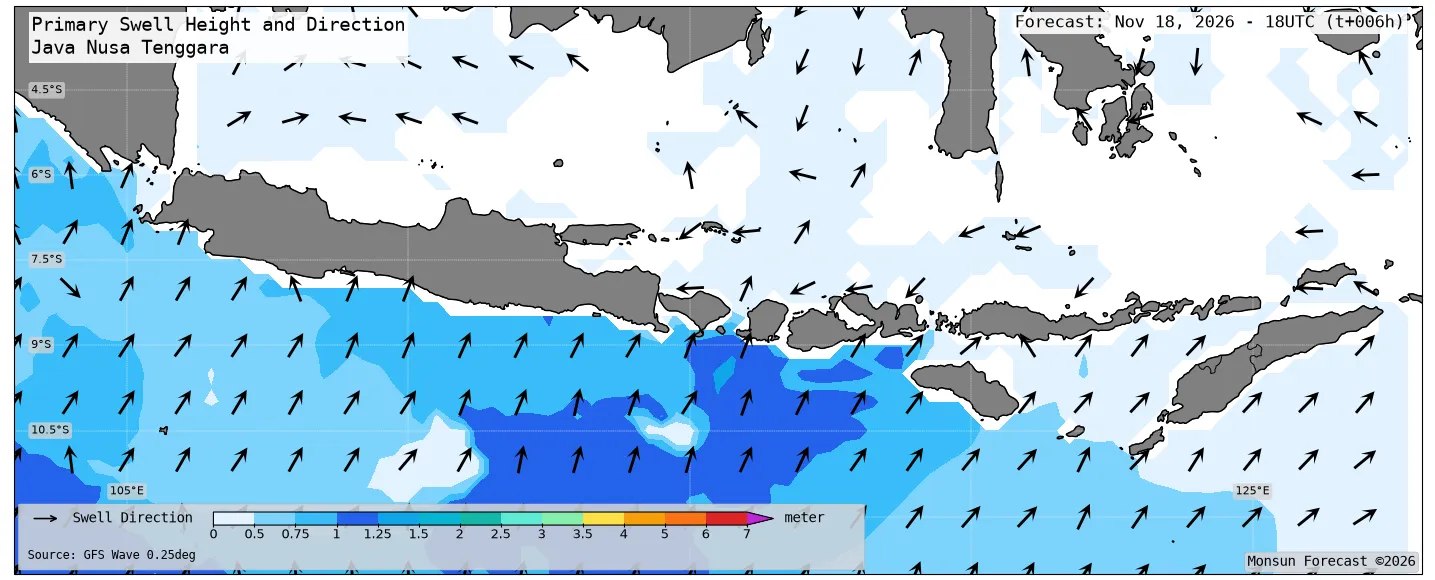 Primary Swell Height and Direction
Java Nusa Tenggara
Forecast: Nov 18, 2026 - 18UTC (t+006h)
4.5°S
6°S
7.5°S
9°S
10.5°S
105°E
125°E
Swell Direction
0 0.5 0.75 1 1.25 1.5 2 2.5 3 3.5 4 5 6 7
meter
Source: GFS Wave 0.25deg
Monsun Forecast ©2026